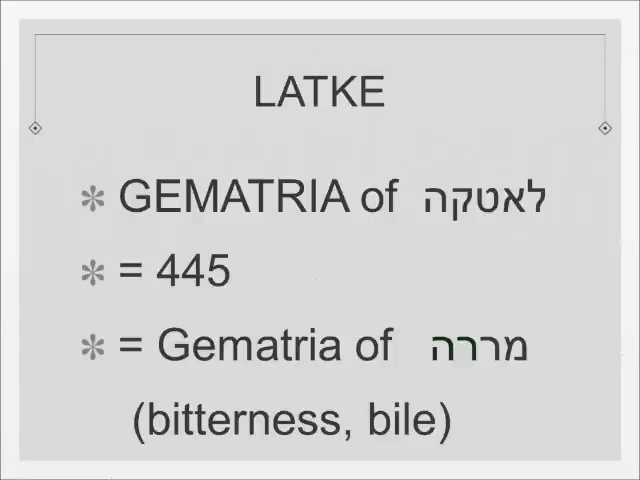 LATKE
✻ GEMATRIA of לאטקה
✻ = 445
✻ = Gematria of מררה
(bitterness, bile)